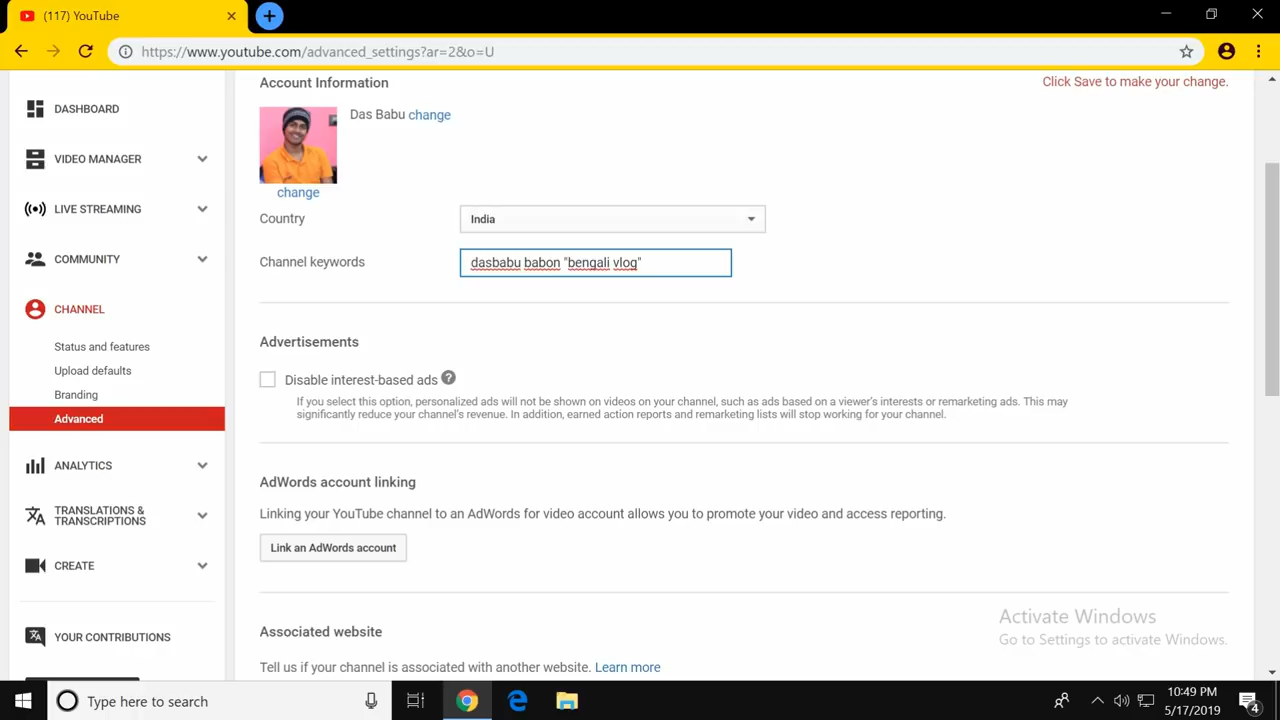 (117) YouTube
https://www.youtube.com/advanced_settings?ar=2&o=U
Account Information
Click Save to make your change.
DASHBOARD
Das Babu change
VIDEO MANAGER
change
LIVE STREAMING
Country
India
COMMUNITY
Channel keywords
dasbabu babon "bengali vlog"
CHANNEL
Status and features
Advertisements
Upload defaults
Disable interest-based ads ?
Branding
If you select this option, personalized ads will not be shown on videos on your channel, such as ads based on a viewer's interests or remarketing ads. This may
significantly reduce your channel's revenue. In addition, earned action reports and remarketing lists will stop working for your channel.
Advanced
ANALYTICS
AdWords account linking
TRANSLATIONS &
TRANSCRIPTIONS
Linking your YouTube channel to an AdWords for video account allows you to promote your video and access reporting.
Link an AdWords account
CREATE
Activate Windows
Go to Settings to activate Windows.
Associated website
YOUR CONTRIBUTIONS
Tell us if your channel is associated with another website. Learn more
Type here to search
10:49 PM
5/17/2019
4